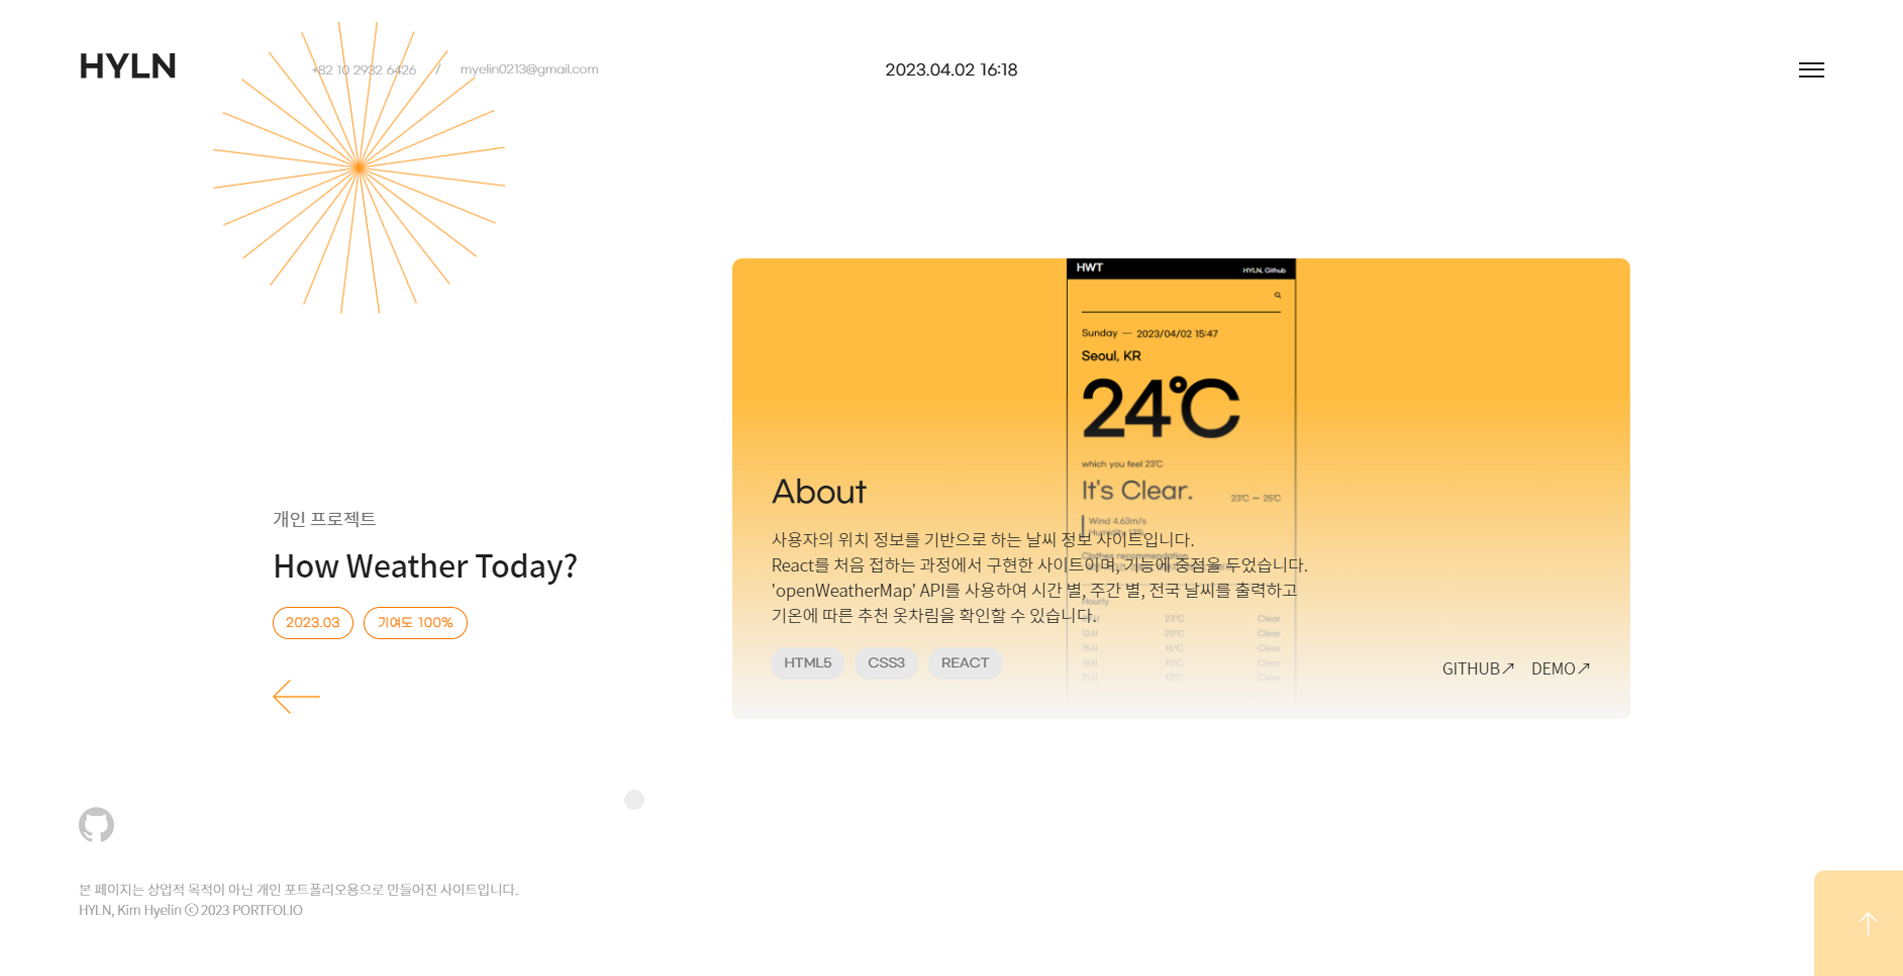 HYLN
+82 10 2932 6426 / myelin0213@gmail.com
2023.04.02 16:18
개인 프로젝트
How Weather Today?
2023.03
기여도 100%
HWT
HYLN, Github
Sunday — 2023/04/02 15:47
Seoul, KR
24℃
which you feel 23℃
It's Clear.
23℃ — 25℃
Wind 4.63m/s
Humidity 13%
Clothes recommendation
Hourly
23℃ Clear
12시 20℃ Clear
15시 16℃ Clear
18시 15℃ Clear
21시 13℃ Clear
About
사용자의 위치 정보를 기반으로 하는 날씨 정보 사이트입니다.
React를 처음 접하는 과정에서 구현한 사이트이며, 기능에 중점을 두었습니다.
'openWeatherMap' API를 사용하여 시간 별, 주간 별, 전국 날씨를 출력하고
기온에 따른 추천 옷차림을 확인할 수 있습니다.
HTML5
CSS3
REACT
GITHUB↗ DEMO↗
본 페이지는 상업적 목적이 아닌 개인 포트폴리오용으로 만들어진 사이트입니다.
HYLN, Kim Hyelin ⓒ 2023 PORTFOLIO